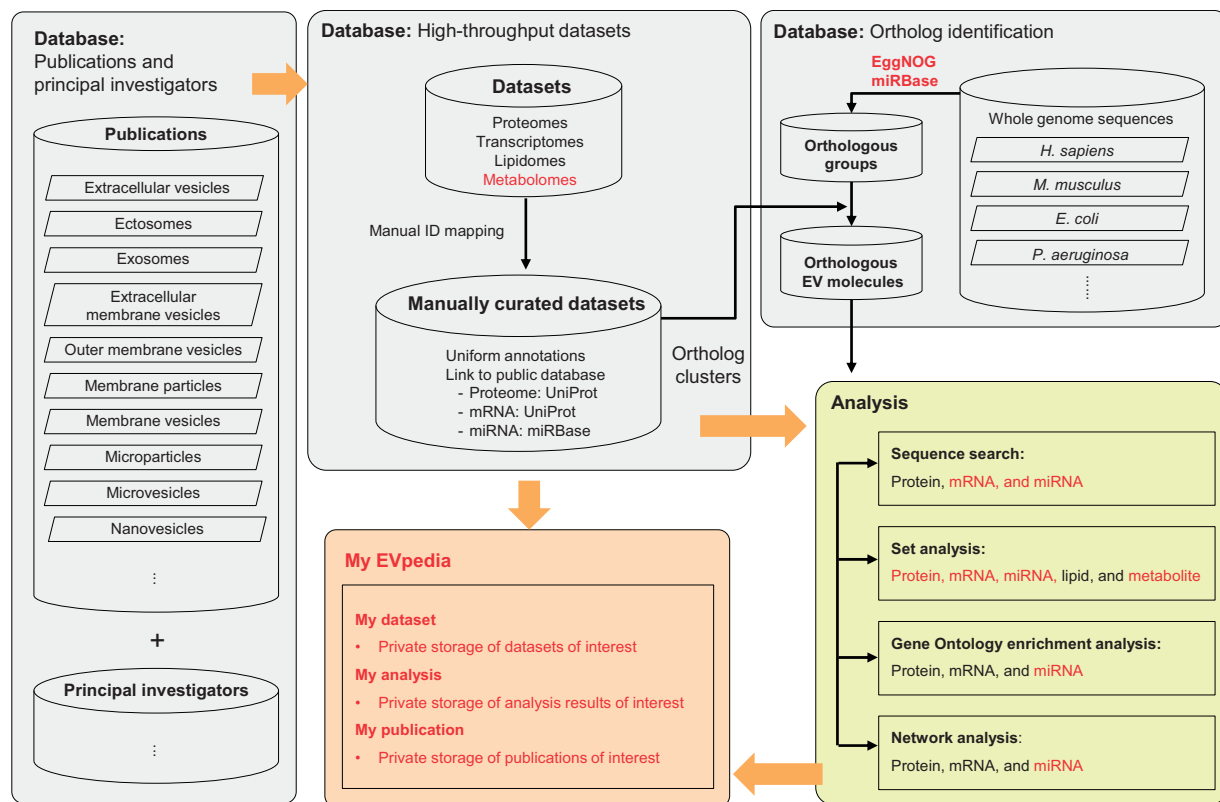 Database:
Publications and
principal investigators
Publications
Extracellular vesicles
Ectosomes
Exosomes
Extracellular
membrane vesicles
Outer membrane vesicles
Membrane particles
Membrane vesicles
Microparticles
Microvesicles
Nanovesicles
⋮
+
Principal investigators
⋮
Database: High-throughput datasets
Datasets
Proteomes
Transcriptomes
Lipidomes
Metabolomes
Manual ID mapping
Manually curated datasets
Uniform annotations
Link to public database
- Proteome: UniProt
- mRNA: UniProt
- miRNA: miRBase
Ortholog
clusters
Database: Ortholog identification
EggNOG
miRBase
Orthologous
groups
Orthologous
EV molecules
Whole genome sequences
H. sapiens
M. musculus
E. coli
P. aeruginosa
⋮
Analysis
Sequence search:
Protein, mRNA, and miRNA
Set analysis:
Protein, mRNA, miRNA, lipid, and metabolite
Gene Ontology enrichment analysis:
Protein, mRNA, and miRNA
Network analysis:
Protein, mRNA, and miRNA
My EVpedia
My dataset
• Private storage of datasets of interest
My analysis
• Private storage of analysis results of interest
My publication
• Private storage of publications of interest